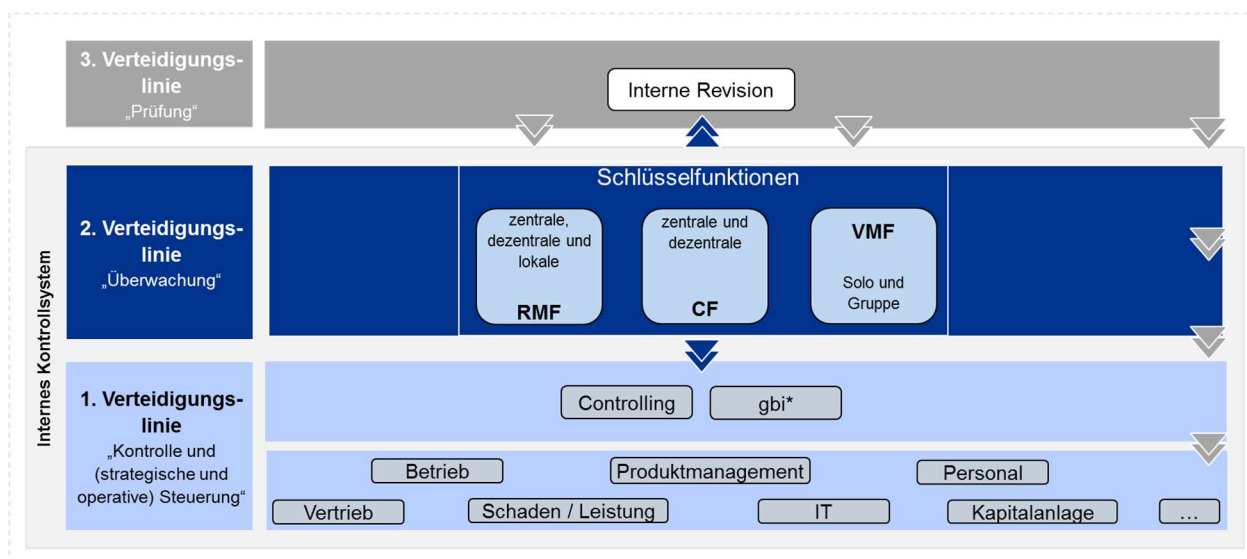 3. Verteidigungs-
linie
„Prüfung“
Interne Revision
Internes Kontrollsystem
2. Verteidigungs-
linie
„Überwachung“
Schlüsselfunktionen
zentrale,
dezentrale und
lokale
RMF
zentrale und
dezentrale
CF
VMF
Solo und
Gruppe
1. Verteidigungs-
linie
„Kontrolle und
(strategische und
operative) Steuerung“
Controlling
gbi*
Betrieb
Produktmanagement
Personal
Vertrieb
Schaden / Leistung
IT
Kapitalanlage
…